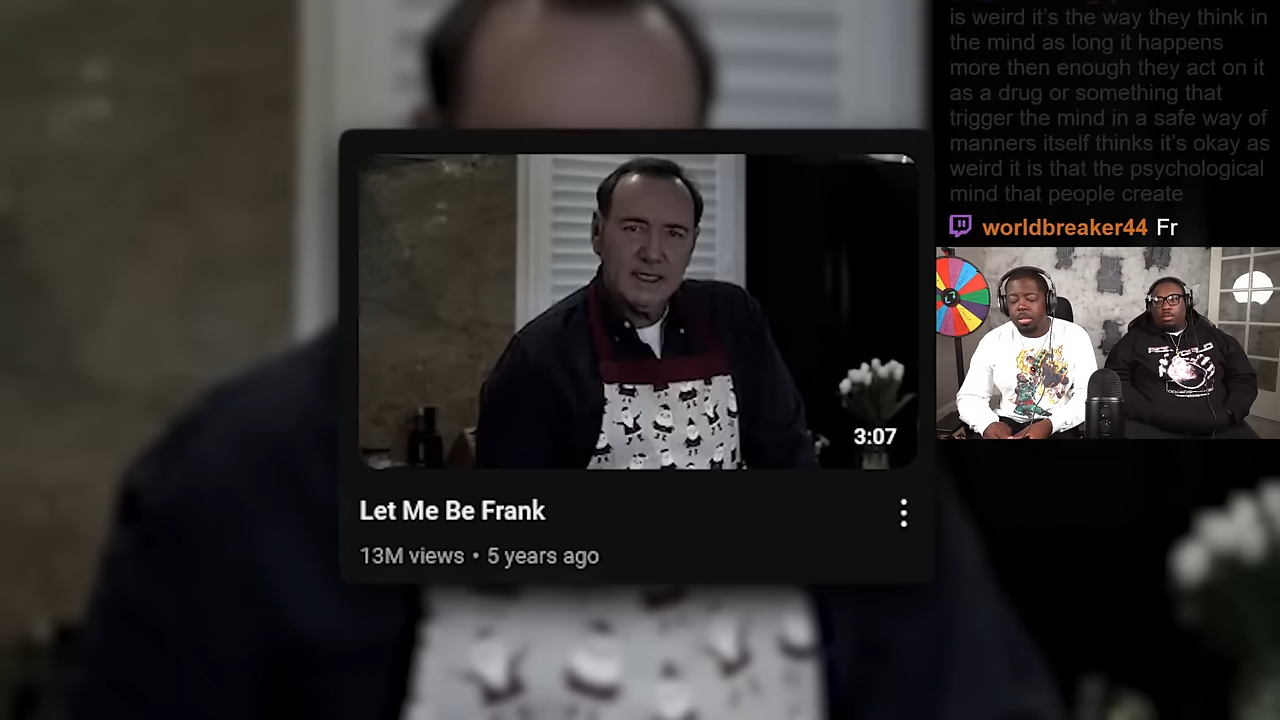 is weird it's the way they think in
the mind as long it happens
more then enough they act on it
as a drug or something that
trigger the mind in a safe way of
manners itself thinks it's okay as
weird it is that the psychological
mind that people create
worldbreaker44 Fr
3:07
Let Me Be Frank
13M views • 5 years ago